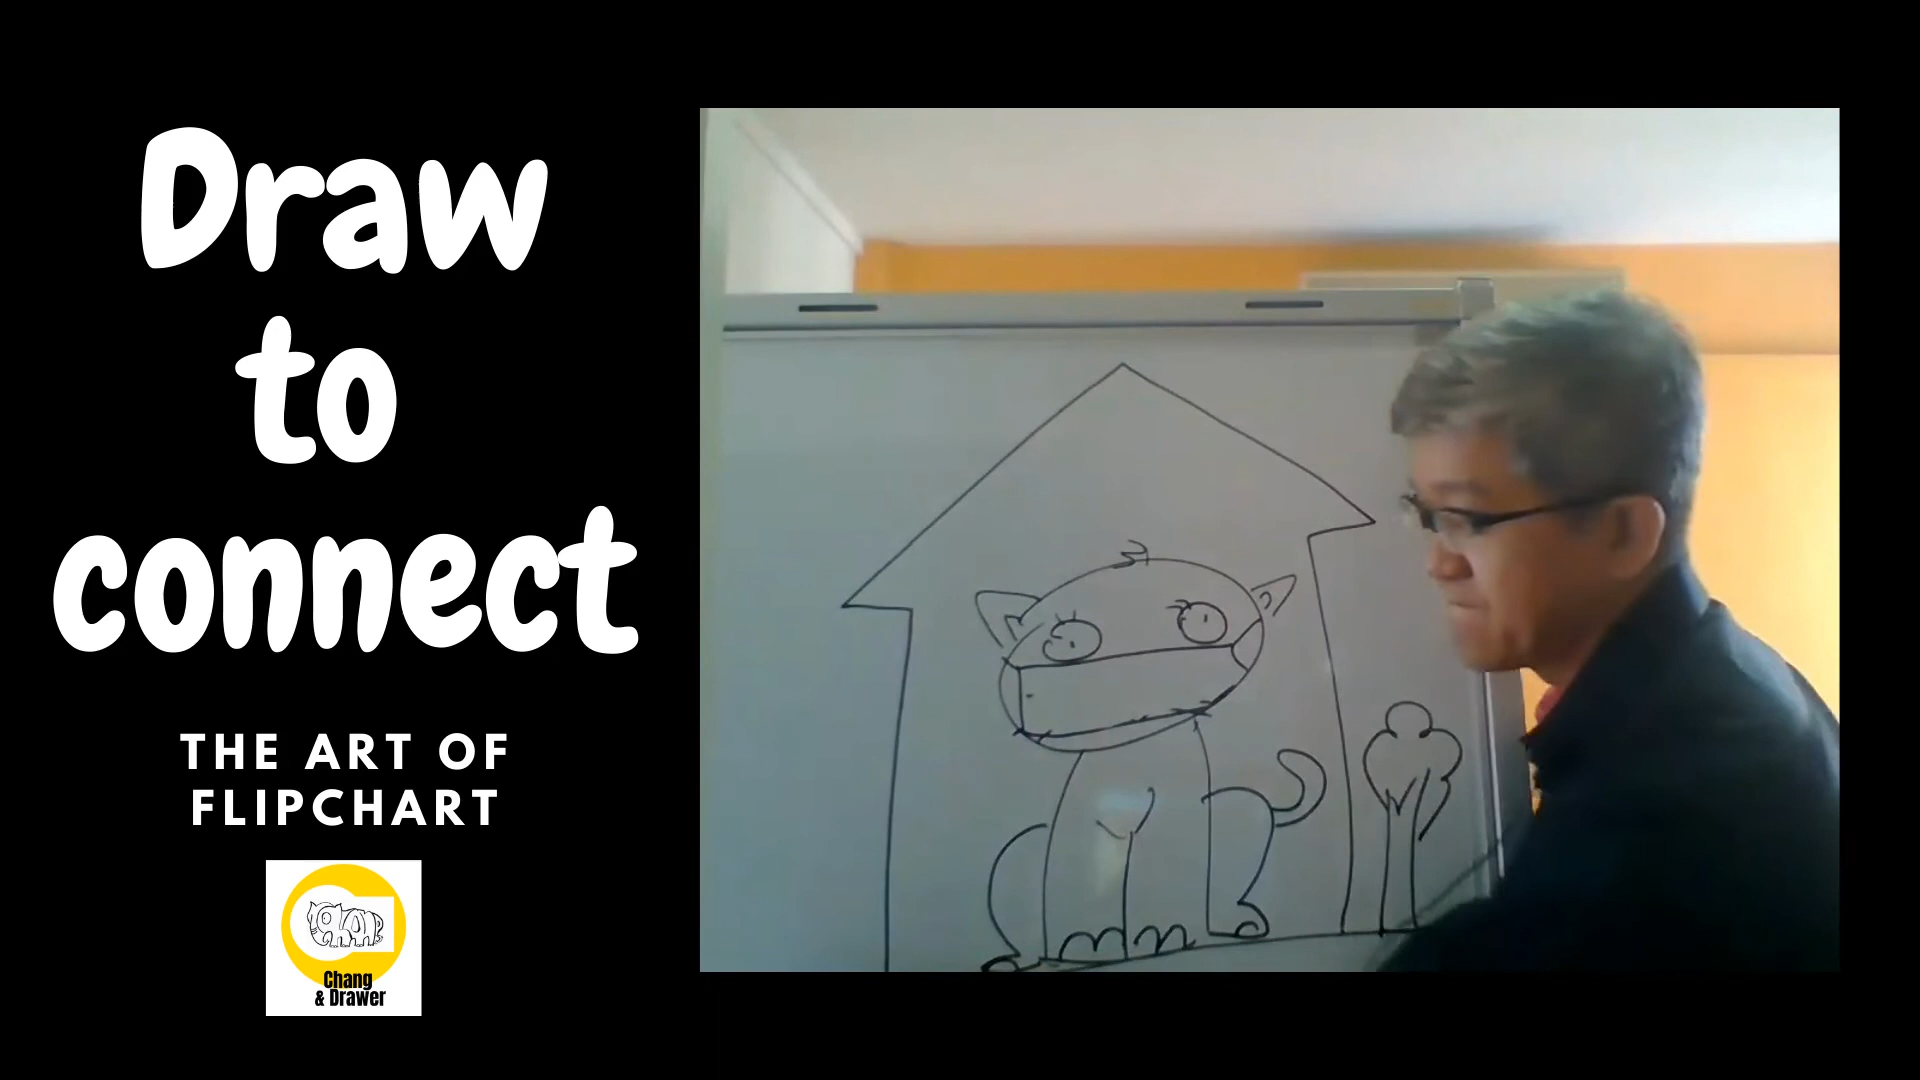 Draw
to
connect
THE ART OF
FLIPCHART
Chang
& Drawer